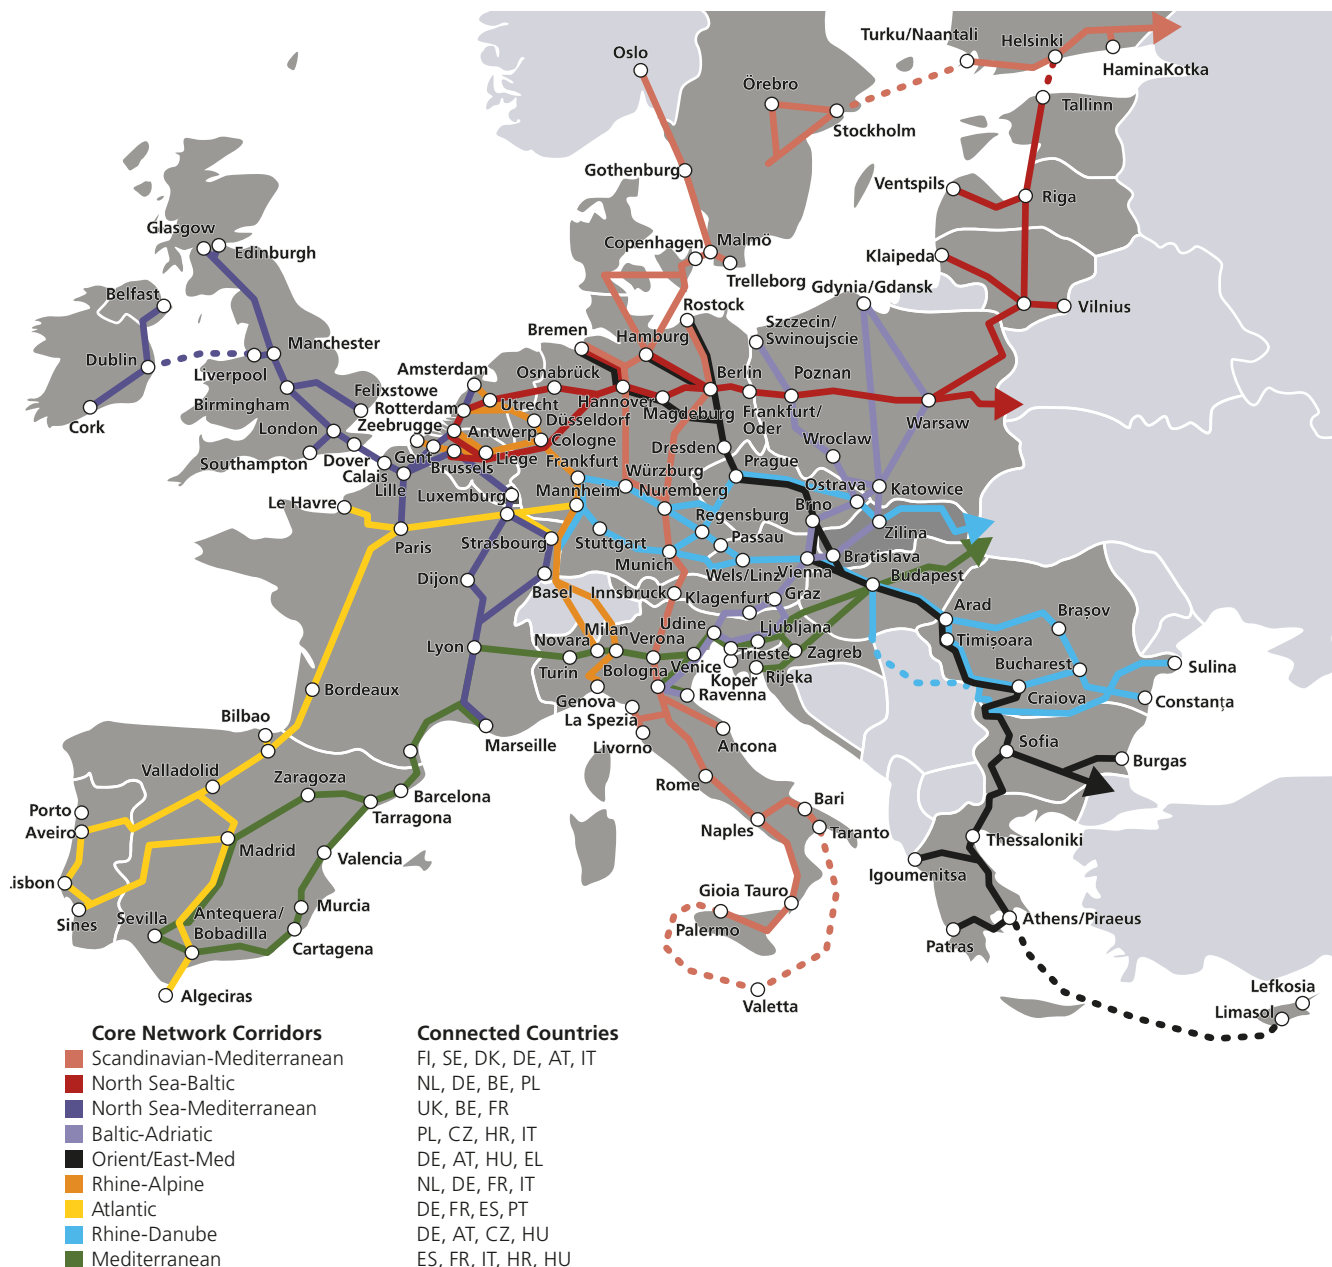 Oslo
Turku/Naantali
Helsinki
HaminaKotka
Örebro
Stockholm
Tallinn
Gothenburg
Ventspils
Riga
Glasgow
Edinburgh
Copenhagen
Malmö
Trelleborg
Klaipeda
Gdynia/Gdansk
Vilnius
Belfast
Rostock
Szczecin/
Swinoujscie
Bremen
Hamburg
Manchester
Dublin
Liverpool
Amsterdam
Osnabrück
Berlin
Poznan
Birmingham
Felixstowe
Rotterdam
Utrecht
Hannover
Magdeburg
Frankfurt/
Oder
Warsaw
Cork
Zeebrugge
Düsseldorf
London
Antwerp
Cologne
Wroclaw
Southampton
Dover
Calais
Gent
Brussels
Liege
Frankfurt
Dresden
Prague
Lille
Luxemburg
Mannheim
Würzburg
Nuremberg
Ostrava
Katowice
Le Havre
Brno
Regensburg
Zilina
Paris
Strasbourg
Stuttgart
Passau
Munich
Wels/Linz
Vienna
Bratislava
Dijon
Basel
Innsbruck
Klagenfurt
Graz
Budapest
Arad
Brașov
Udine
Ljubljana
Timișoara
Lyon
Novara
Milan
Verona
Trieste
Zagreb
Turin
Bologna
Venice
Koper
Rijeka
Bucharest
Sulina
Bordeaux
Genova
Ravenna
Craiova
Constanța
Bilbao
La Spezia
Livorno
Ancona
Marseille
Sofia
Burgas
Valladolid
Zaragoza
Rome
Barcelona
Porto
Tarragona
Bari
Aveiro
Naples
Taranto
Madrid
Valencia
Thessaloniki
Igoumenitsa
isbon
Gioia Tauro
Sines
Sevilla
Antequera/
Bobadilla
Murcia
Palermo
Athens/Piraeus
Cartagena
Patras
Algeciras
Valetta
Lefkosia
Limasol
Core Network Corridors Connected Countries
Scandinavian-Mediterranean FI, SE, DK, DE, AT, IT
North Sea-Baltic NL, DE, BE, PL
North Sea-Mediterranean UK, BE, FR
Baltic-Adriatic PL, CZ, HR, IT
Orient/East-Med DE, AT, HU, EL
Rhine-Alpine NL, DE, FR, IT
Atlantic DE, FR, ES, PT
Rhine-Danube DE, AT, CZ, HU
Mediterranean ES, FR, IT, HR, HU